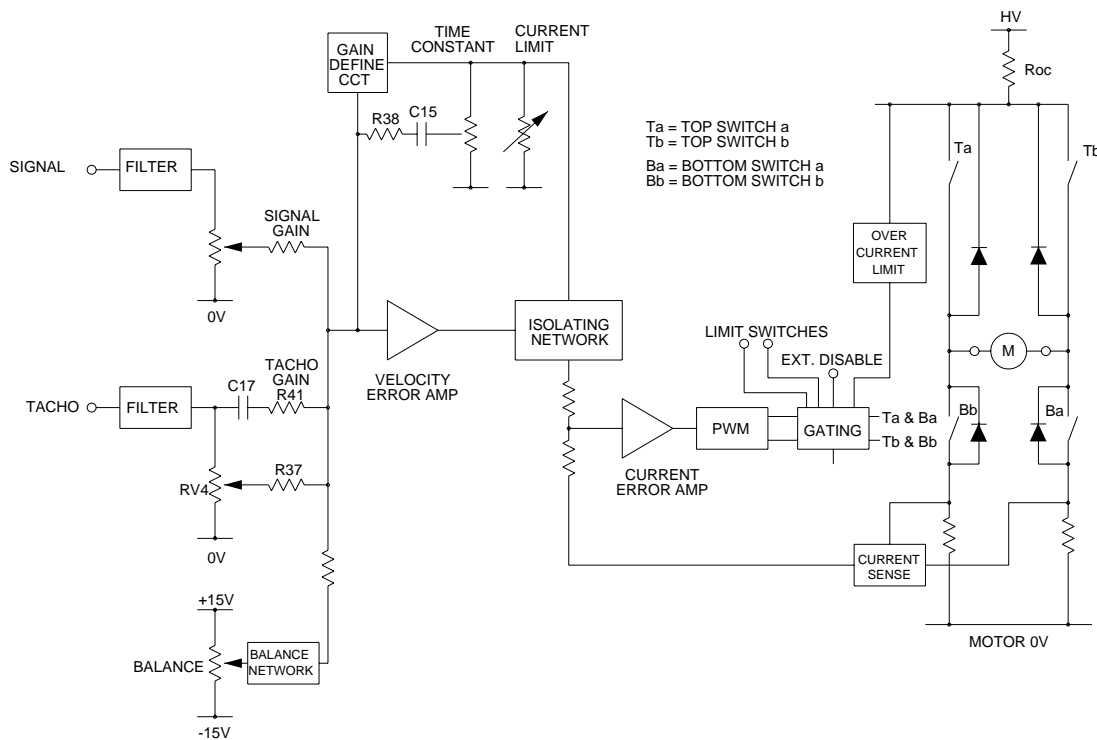 HV
Roc
TIME
CONSTANT
CURRENT
LIMIT
GAIN
DEFINE
CCT
R38
C15
Ta = TOP SWITCH a
Tb = TOP SWITCH b
Ba = BOTTOM SWITCH a
Bb = BOTTOM SWITCH b
Ta
Tb
SIGNAL
FILTER
SIGNAL
GAIN
0V
OVER
CURRENT
LIMIT
ISOLATING
NETWORK
LIMIT SWITCHES
EXT. DISABLE
M
VELOCITY
ERROR AMP
TACHO
FILTER
C17
TACHO
GAIN
R41
PWM
GATING
Ta & Ba
Tb & Bb
Bb
Ba
CURRENT
ERROR AMP
RV4
R37
0V
CURRENT
SENSE
+15V
BALANCE
BALANCE
NETWORK
-15V
MOTOR 0V